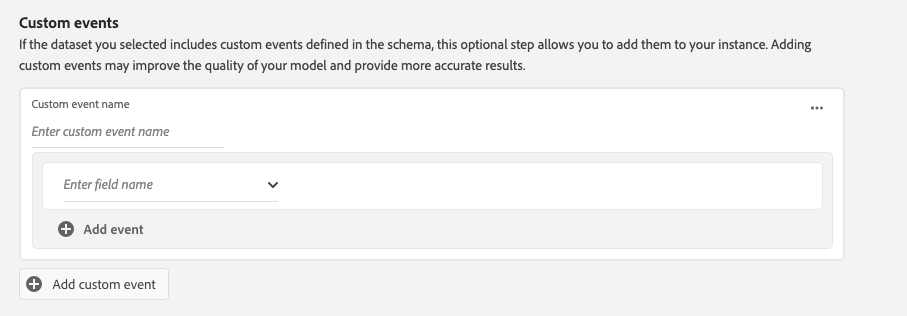 Custom events
If the dataset you selected includes custom events defined in the schema, this optional step allows you to add them to your instance. Adding
custom events may improve the quality of your model and provide more accurate results.
Custom event name
Enter custom event name
Enter field name
Add event
Add custom event